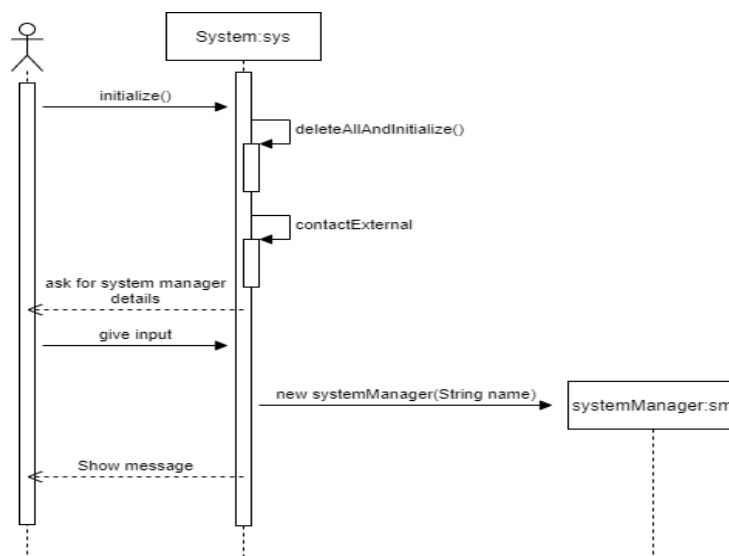 System:sys
initialize()
deleteAllAndInitialize()
contactExternal
ask for system manager
details
give input
new systemManager(String name)
systemManager:sm
Show message